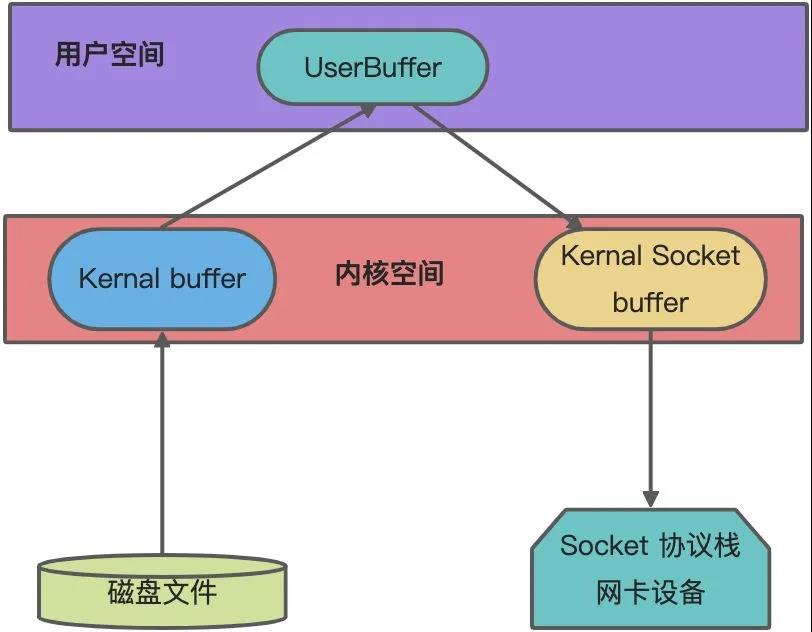 用户空间
UserBuffer
Kernal buffer
内核空间
Kernal Socket
buffer
磁盘文件
Socket 协议栈
网卡设备